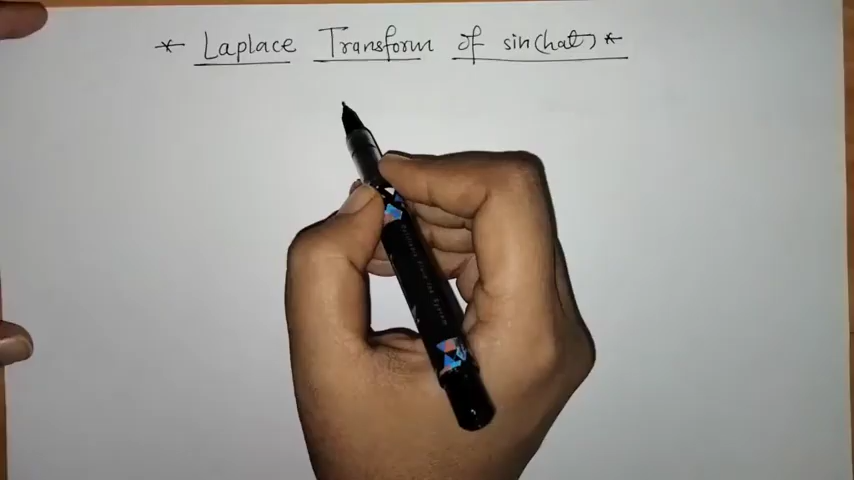 * Laplace Transform of sin(hat) *